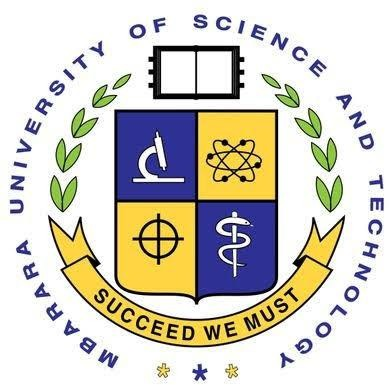 MBARARA UNIVERSITY OF SCIENCE AND TECHNOLOGY
SUCCEED WE MUST